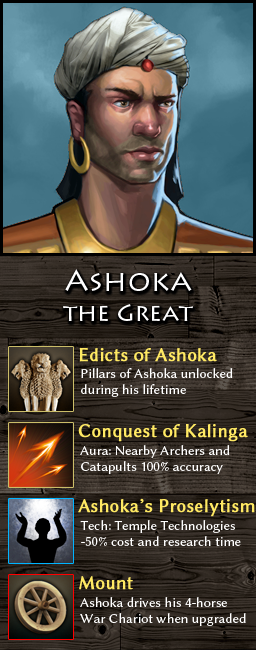 Ashoka
the Great
Edicts of Ashoka
Pillars of Ashoka unlocked
during his lifetime
Conquest of Kalinga
Aura: Nearby Archers and
Catapults 100% accuracy
Ashoka's Proselytism
Tech: Temple Technologies
-50% cost and research time
Mount
Ashoka drives his 4-horse
War Chariot when upgraded